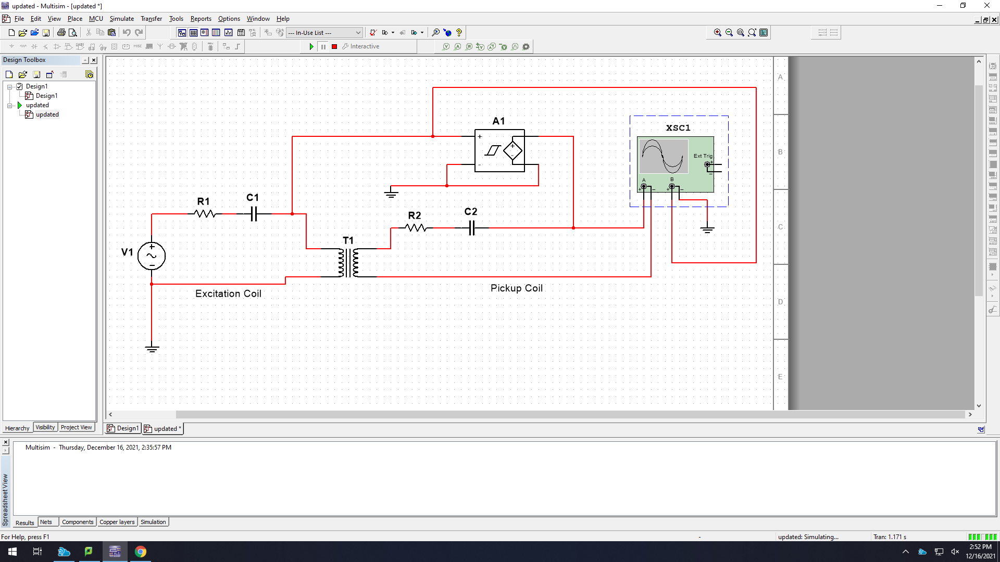 updated - Multisim - [updated *]
File Edit View Place MCU Simulate Transfer Tools Reports Options Window Help
--- In-Use List ---
MISC
Interactive
Design Toolbox
Design1
Design1
updated
updated
Hierarchy Visibility Project View
A
B
C
D
E
A1
+
-
XSC1
Ext Trig
A B
R1
C1
R2
C2
T1
V1
Excitation Coil
Pickup Coil
Design1 updated *
Multisim - Thursday, December 16, 2021, 2:35:57 PM
Spreadsheet View
Results Nets Components Copper layers Simulation
For Help, press F1
-
updated: Simulating...
Tran: 1.171 s
2:52 PM
12/16/2021